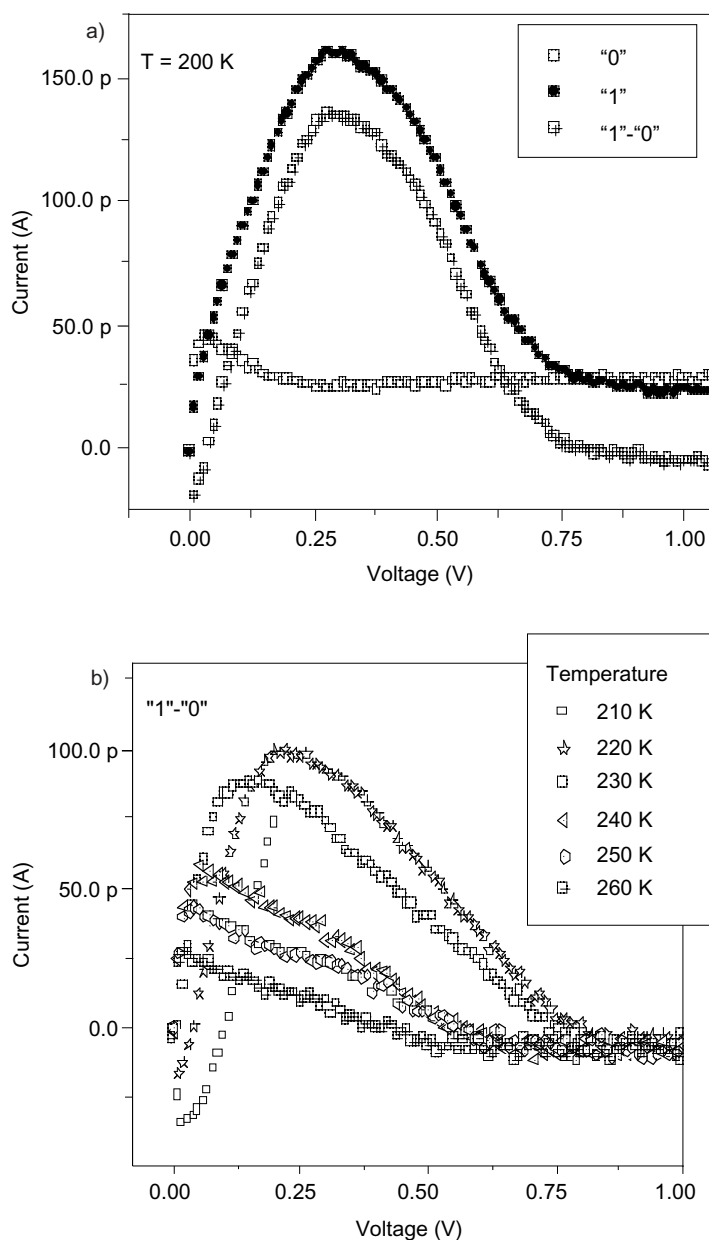 a)
T = 200 K
“0”
“1”
“1”-“0”
150.0 p
100.0 p
50.0 p
0.0
Current (A)
0.00 0.25 0.50 0.75 1.00
Voltage (V)
b)
"1"-"0"
Temperature
210 K
220 K
230 K
240 K
250 K
260 K
100.0 p
50.0 p
0.0
Current (A)
0.00 0.25 0.50 0.75 1.00
Voltage (V)